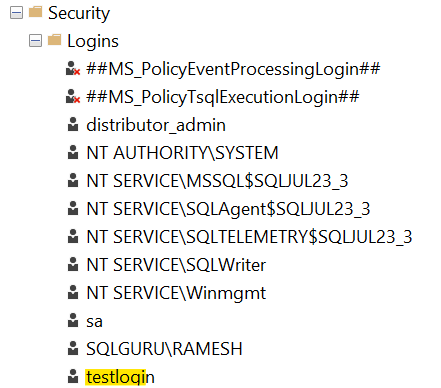 Security
Logins
##MS_PolicyEventProcessingLogin##
##MS_PolicyTsqlExecutionLogin##
distributor_admin
NT AUTHORITY\SYSTEM
NT SERVICE\MSSQL$SQLJUL23_3
NT SERVICE\SQLAgent$SQLJUL23_3
NT SERVICE\SQLTELEMETRY$SQLJUL23_3
NT SERVICE\SQLWriter
NT SERVICE\Winmgmt
sa
SQLGURU\RAMESH
testlogin